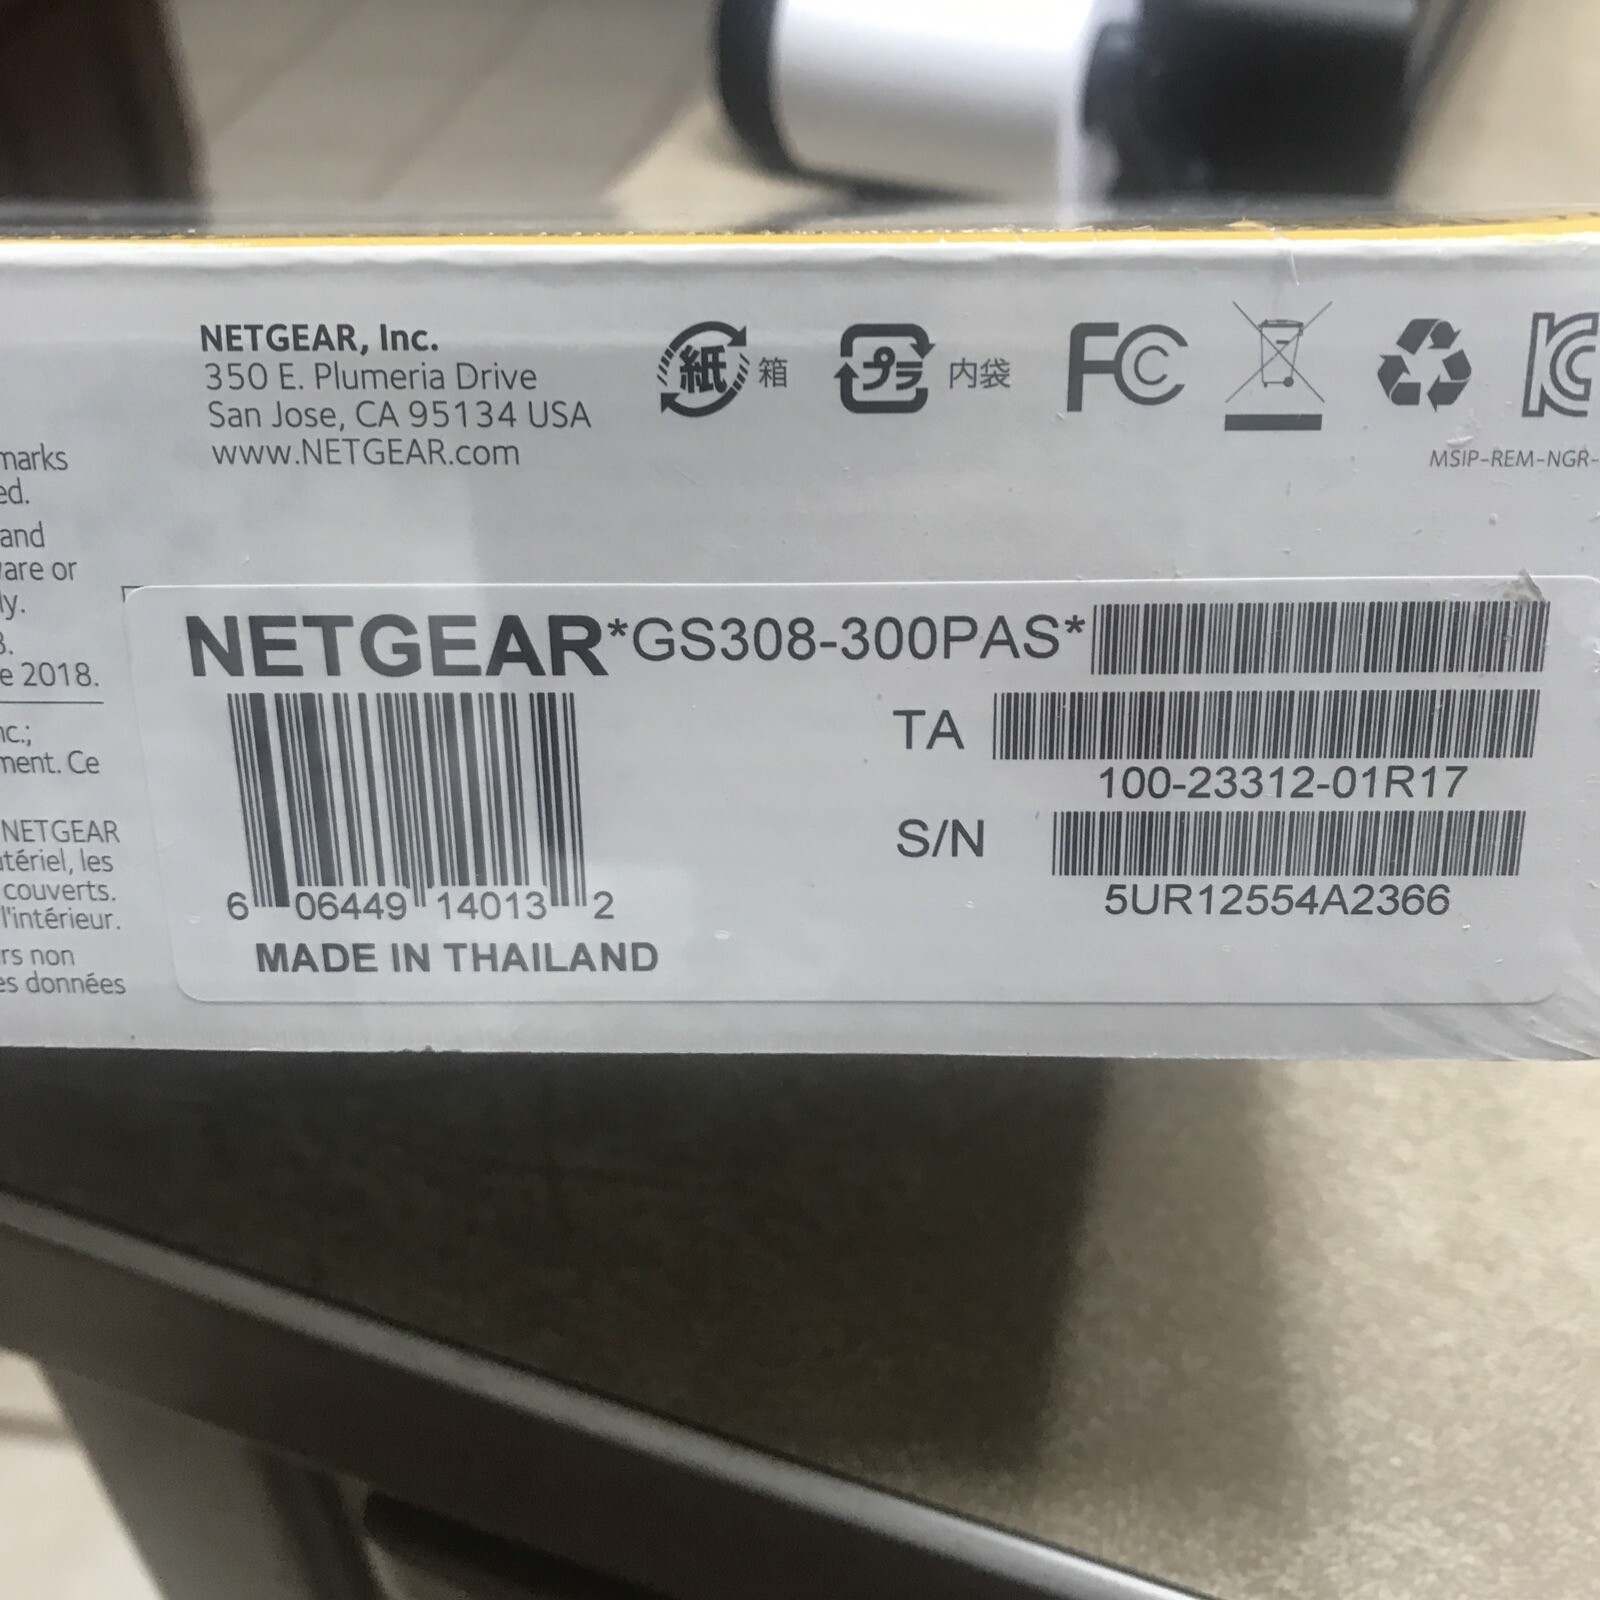 NETGEAR, Inc.
350 E. Plumeria Drive
San Jose, CA 95134 USA
www.NETGEAR.com
紙 箱
プラ 内袋
FC
KC
MSIP-REM-NGR-
marks
ed.
and
are or
ly.
e 2018.
nc.;
ment. Ce
NETGEAR
tériel, les
couverts.
l'intérieur.
rs non
es données
NETGEAR*GS308-300PAS*
TA
100-23312-01R17
S/N
5UR12554A2366
6 06449 14013 2
MADE IN THAILAND